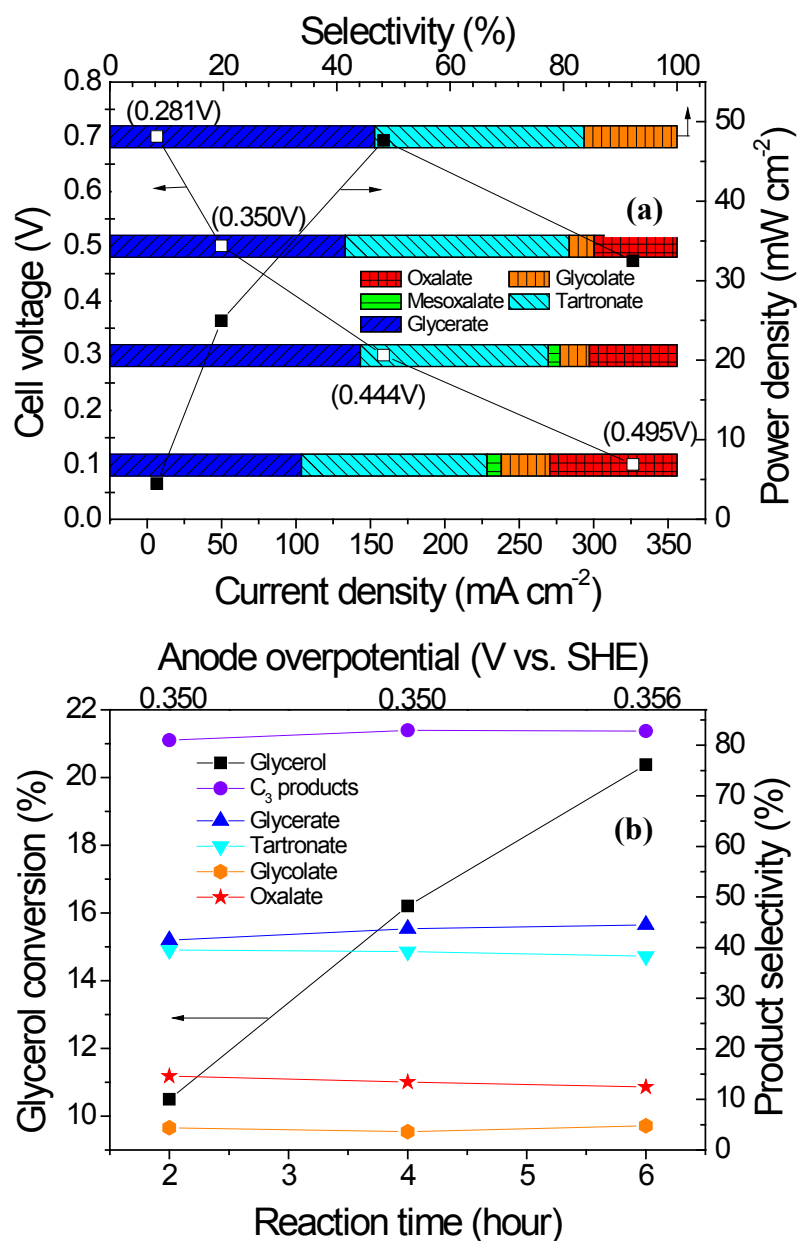 Selectivity (%)
0 20 40 60 80 100
0.8
0.7
0.6
0.5
0.4
0.3
0.2
0.1
0.0
Cell voltage (V)
(0.281V)
(0.350V)
(0.444V)
(0.495V)
(a)
Oxalate
Glycolate
Mesoxalate
Tartronate
Glycerate
50
40
30
20
10
0
Power density (mW cm-2)
0 50 100 150 200 250 300 350
Current density (mA cm-2)
Anode overpotential (V vs. SHE)
0.350 0.350 0.356
22
20
18
16
14
12
10
Glycerol conversion (%)
Glycerol
C3 products
Glycerate
Tartronate
Glycolate
Oxalate
(b)
80
70
60
50
40
30
20
10
0
Product selectivity (%)
2 3 4 5 6
Reaction time (hour)